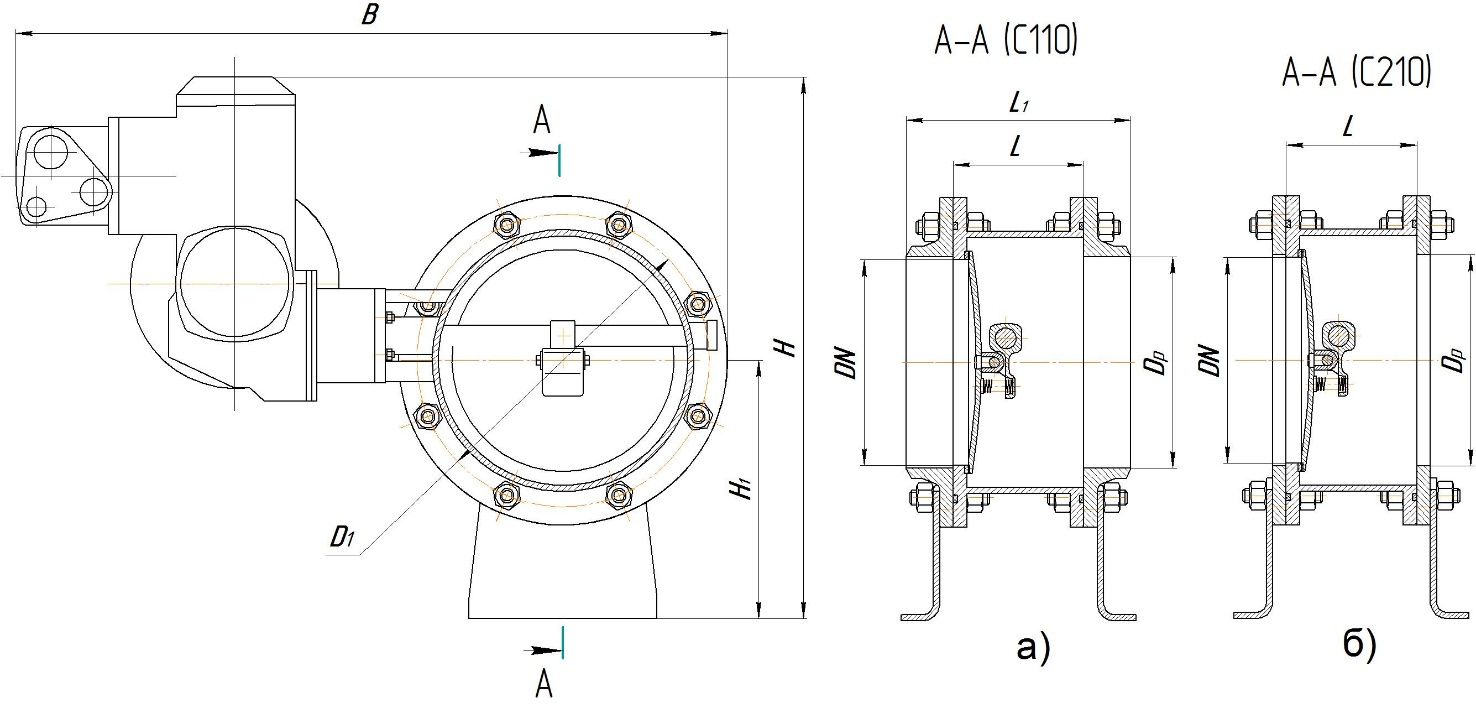 B
A–A (C110)
A–A (C210)
L1
L
L
A
H
DN
Dp
DN
Dp
H1
D1
A
а)
б)